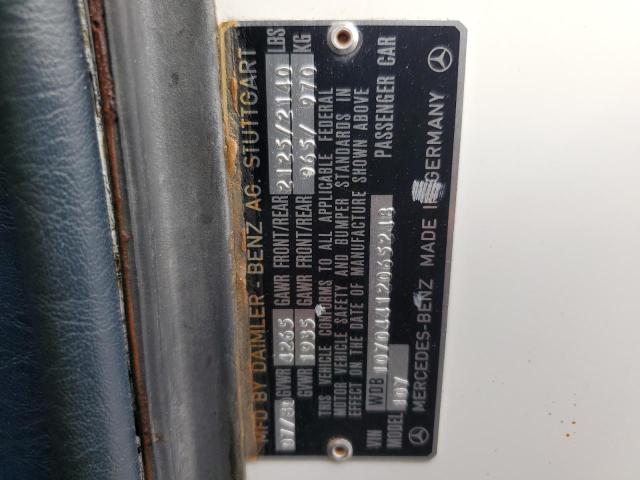 MFD BY DAIMLER-BENZ AG. STUTTGART
GVWR 4265 GAWR FRONT/REAR 2125/2140 LBS
GVWR 1935 GAWR FRONT/REAR 965/ 970 KG
THIS VEHICLE CONFORMS TO ALL APPLICABLE FEDERAL
MOTOR VEHICLE SAFETY AND BUMPER STANDARDS IN
EFFECT ON THE DATE OF MANUFACTURE SHOWN ABOVE
VIN WDB PASSENGER CAR
MODEL 107
MERCEDES-BENZ MADE IN GERMANY